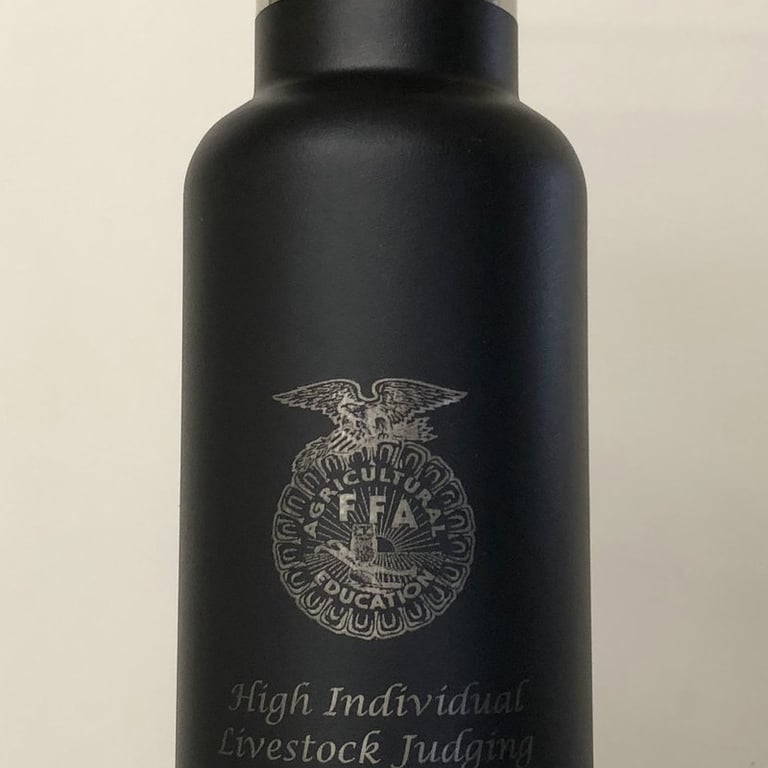 AGRICULTURAL
FFA
EDUCATION
High Individual
Livestock Judging